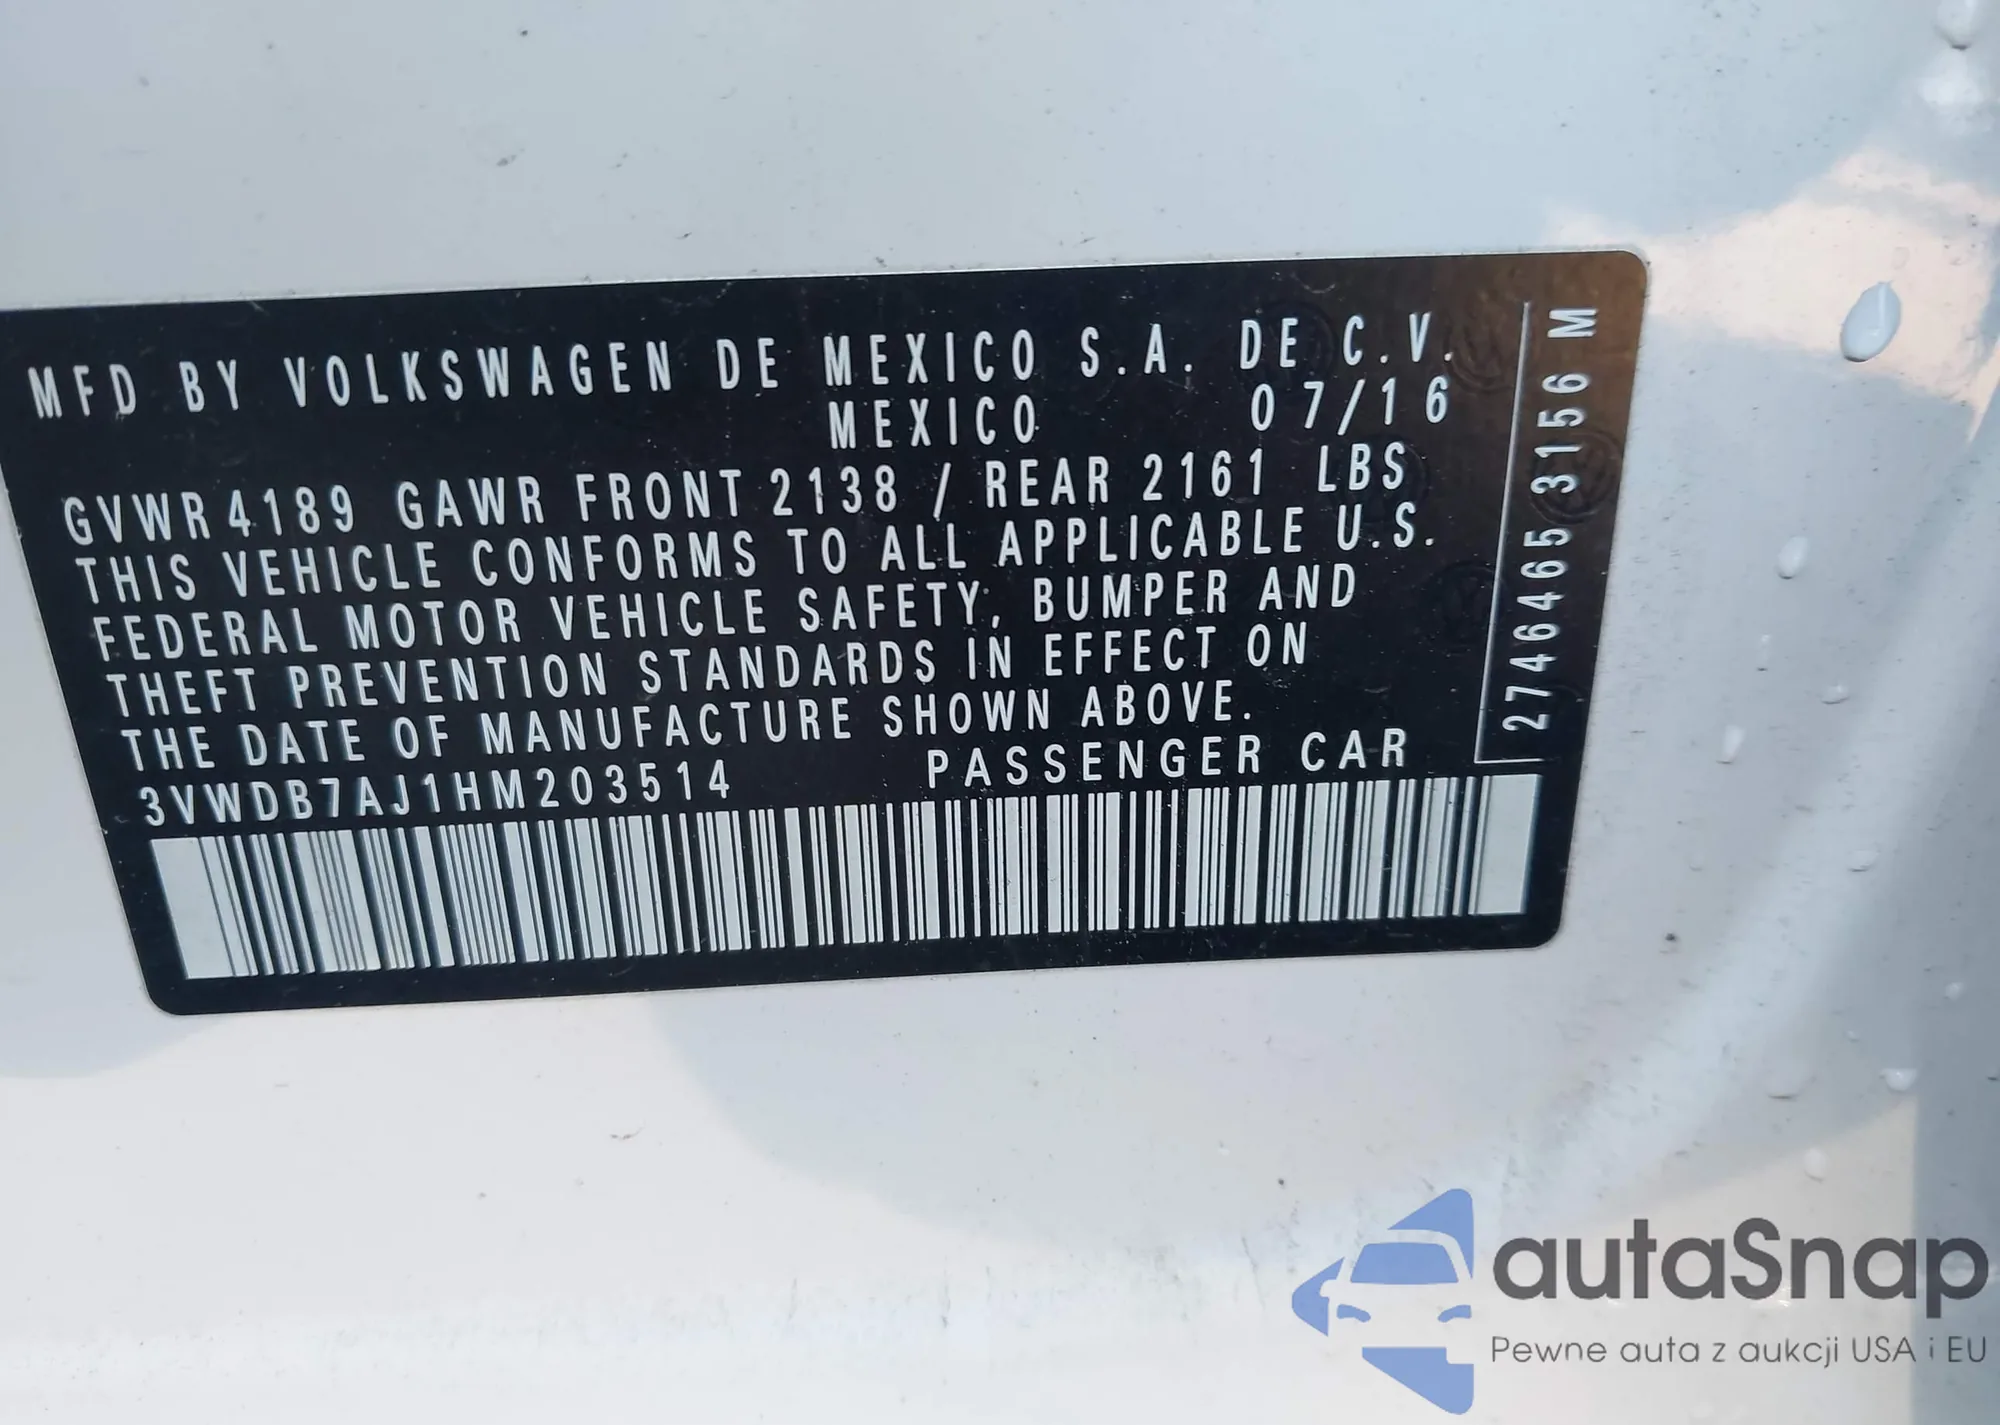 MFD BY VOLKSWAGEN DE MEXICO S.A. DE C.V.
MEXICO 07/16
GVWR 4189 GAWR FRONT 2138 / REAR 2161 LBS
THIS VEHICLE CONFORMS TO ALL APPLICABLE U.S.
FEDERAL MOTOR VEHICLE SAFETY, BUMPER AND
THEFT PREVENTION STANDARDS IN EFFECT ON
THE DATE OF MANUFACTURE SHOWN ABOVE.
3VWDB7AJ1HM203514 PASSENGER CAR
2746465 3156 M
autaSnap
Pewne auta z aukcji USA i EU